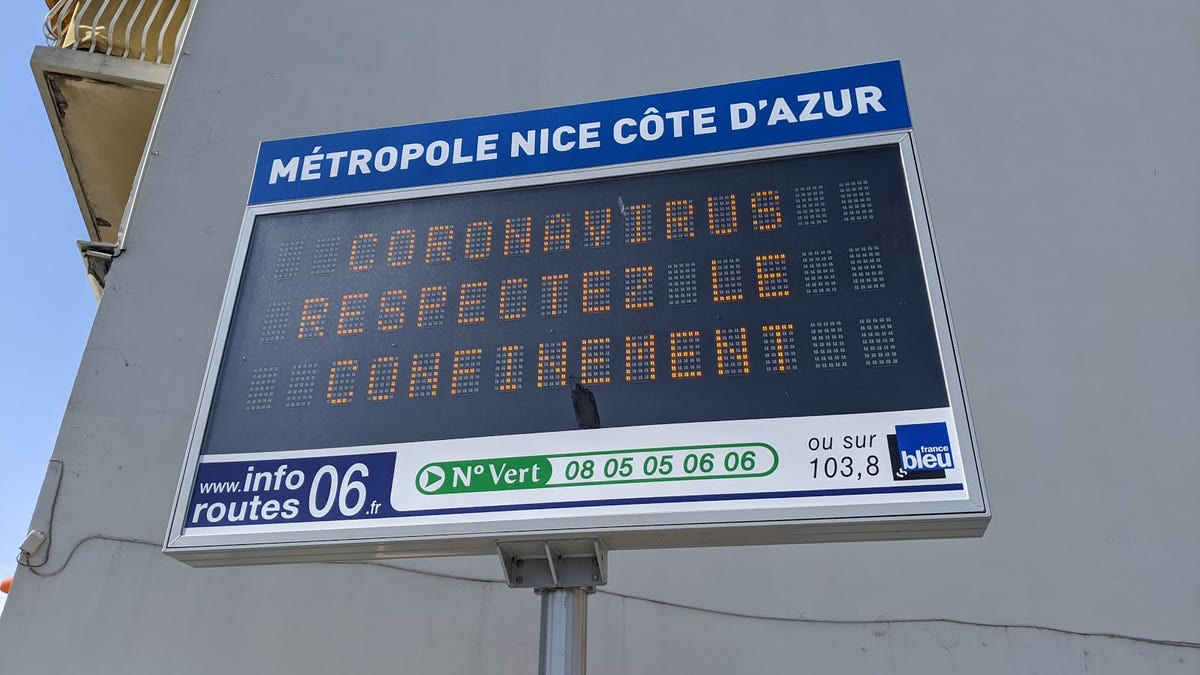 MÉTROPOLE NICE CÔTE D'AZUR
CORONAVIRUS
RESPECTEZ LE
CONFINEMENT
www.info routes 06.fr
N° Vert 08 05 05 06 06
ou sur
103,8
france
bleu